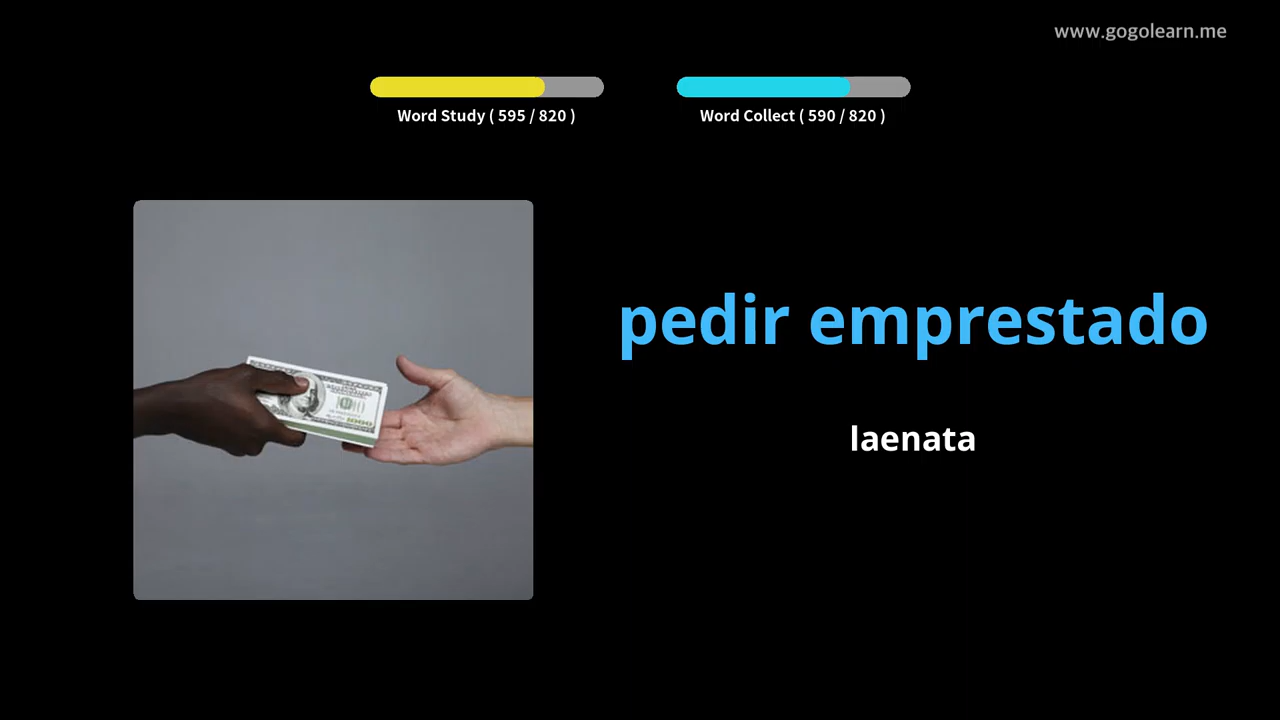 www.gogolearn.me
Word Study ( 595 / 820 )
Word Collect ( 590 / 820 )
pedir emprestado
laenata